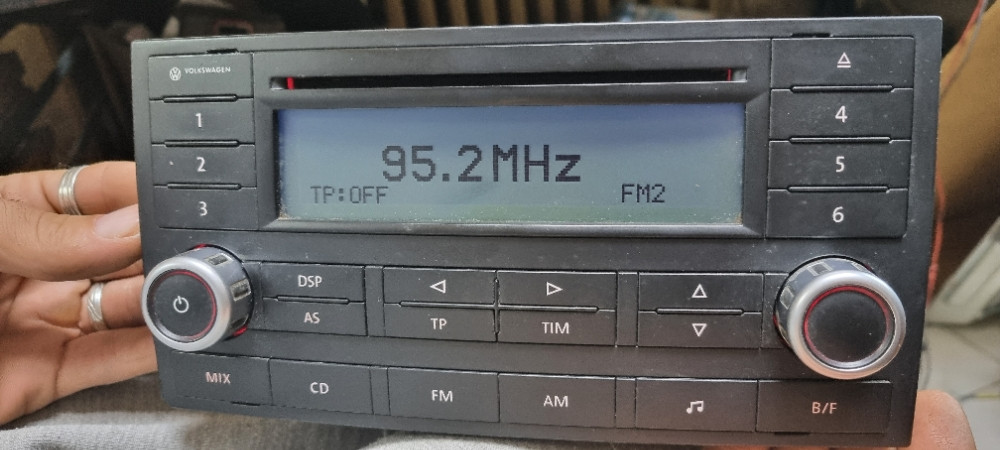 VOLKSWAGEN
1
2
3
95.2MHz
TP:OFF FM2
4
5
6
DSP
AS
TP
TIM
MIX
CD
FM
AM
B/F